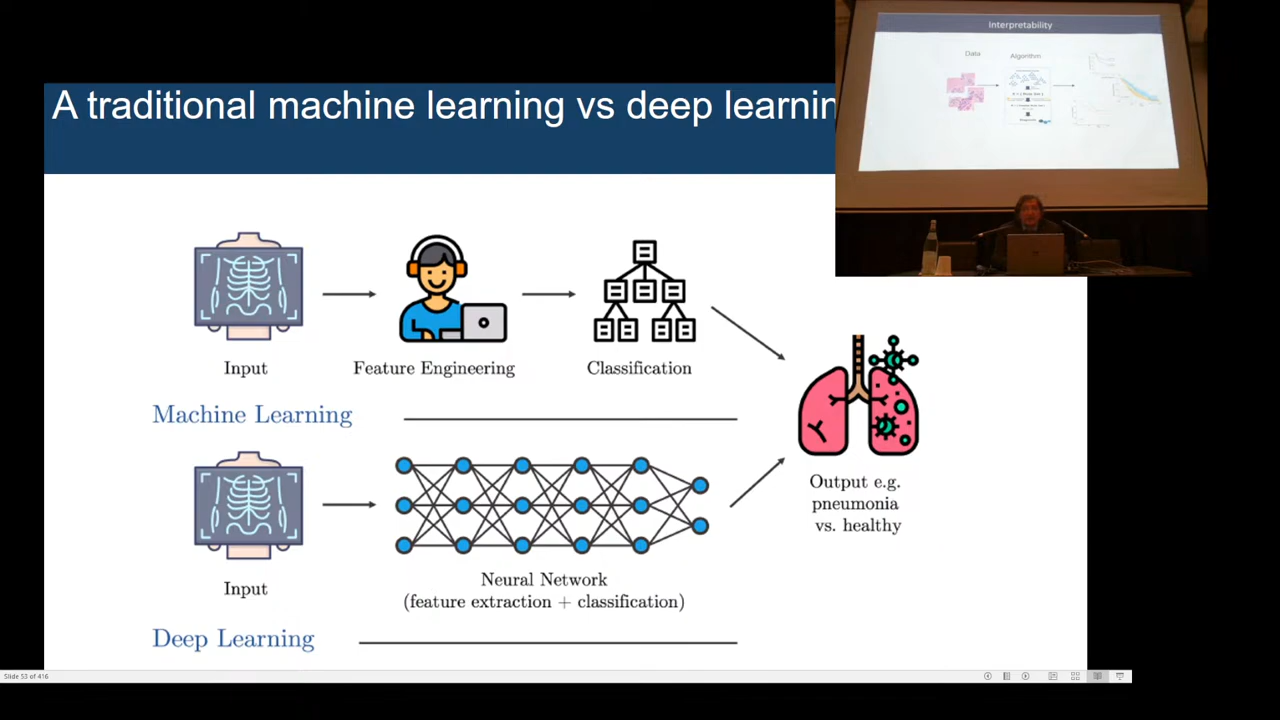 A traditional machine learning vs deep learnin
Interpretability
Data
Algorithm
Input
Feature Engineering
Classification
Machine Learning
Output e.g.
pneumonia
vs. healthy
Neural Network
(feature extraction + classification)
Input
Deep Learning
Slide 53 of 416